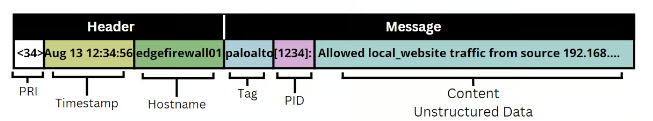 Header Message
<34> Aug 13 12:34:56 edgefirewall01 paloalto [1234]: Allowed local_website traffic from source 192.168....
PRI Timestamp Hostname Tag PID Content
Unstructured Data